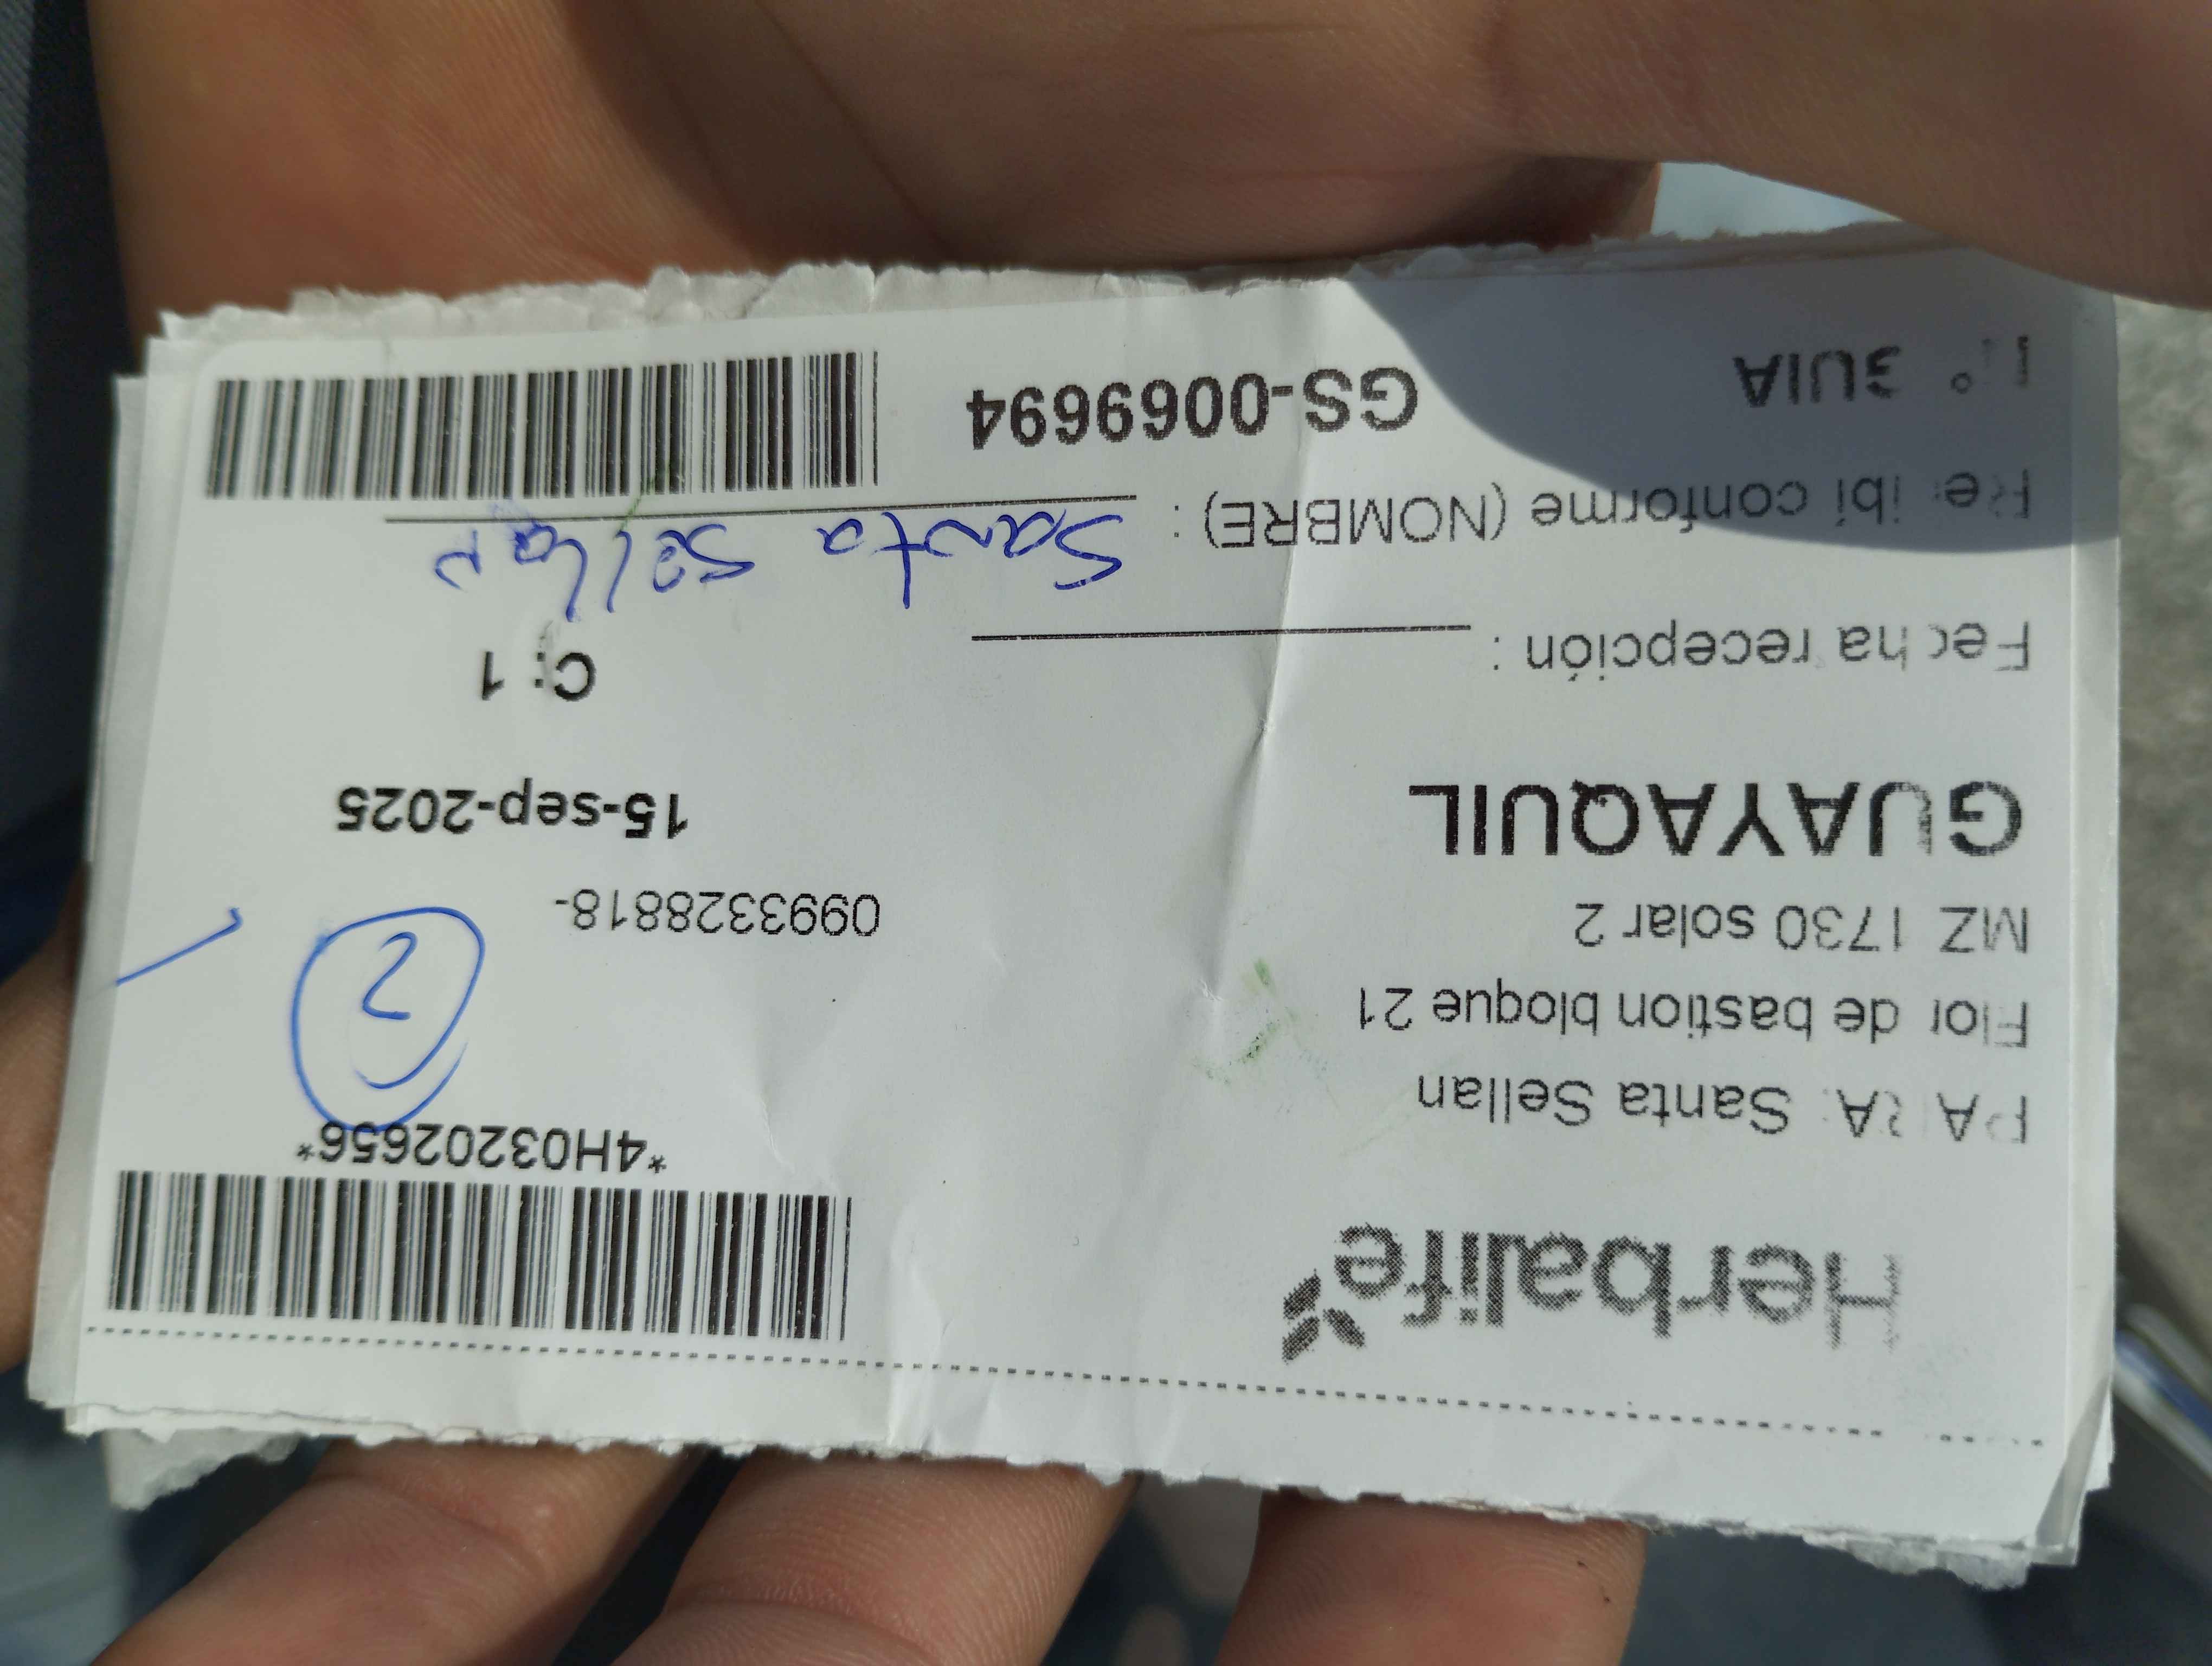 Herbalife
*4H03202656*
PARA: Santa Sellan
2
Flor de bastion bloque 21
MZ 1730 solar 2
0993328818-
GUAYAQUIL
15-sep-2025
Fecha recepción :
C: 1
Recibí conforme (NOMBRE) : Santa Sellan
N° GUIA GS-0069694